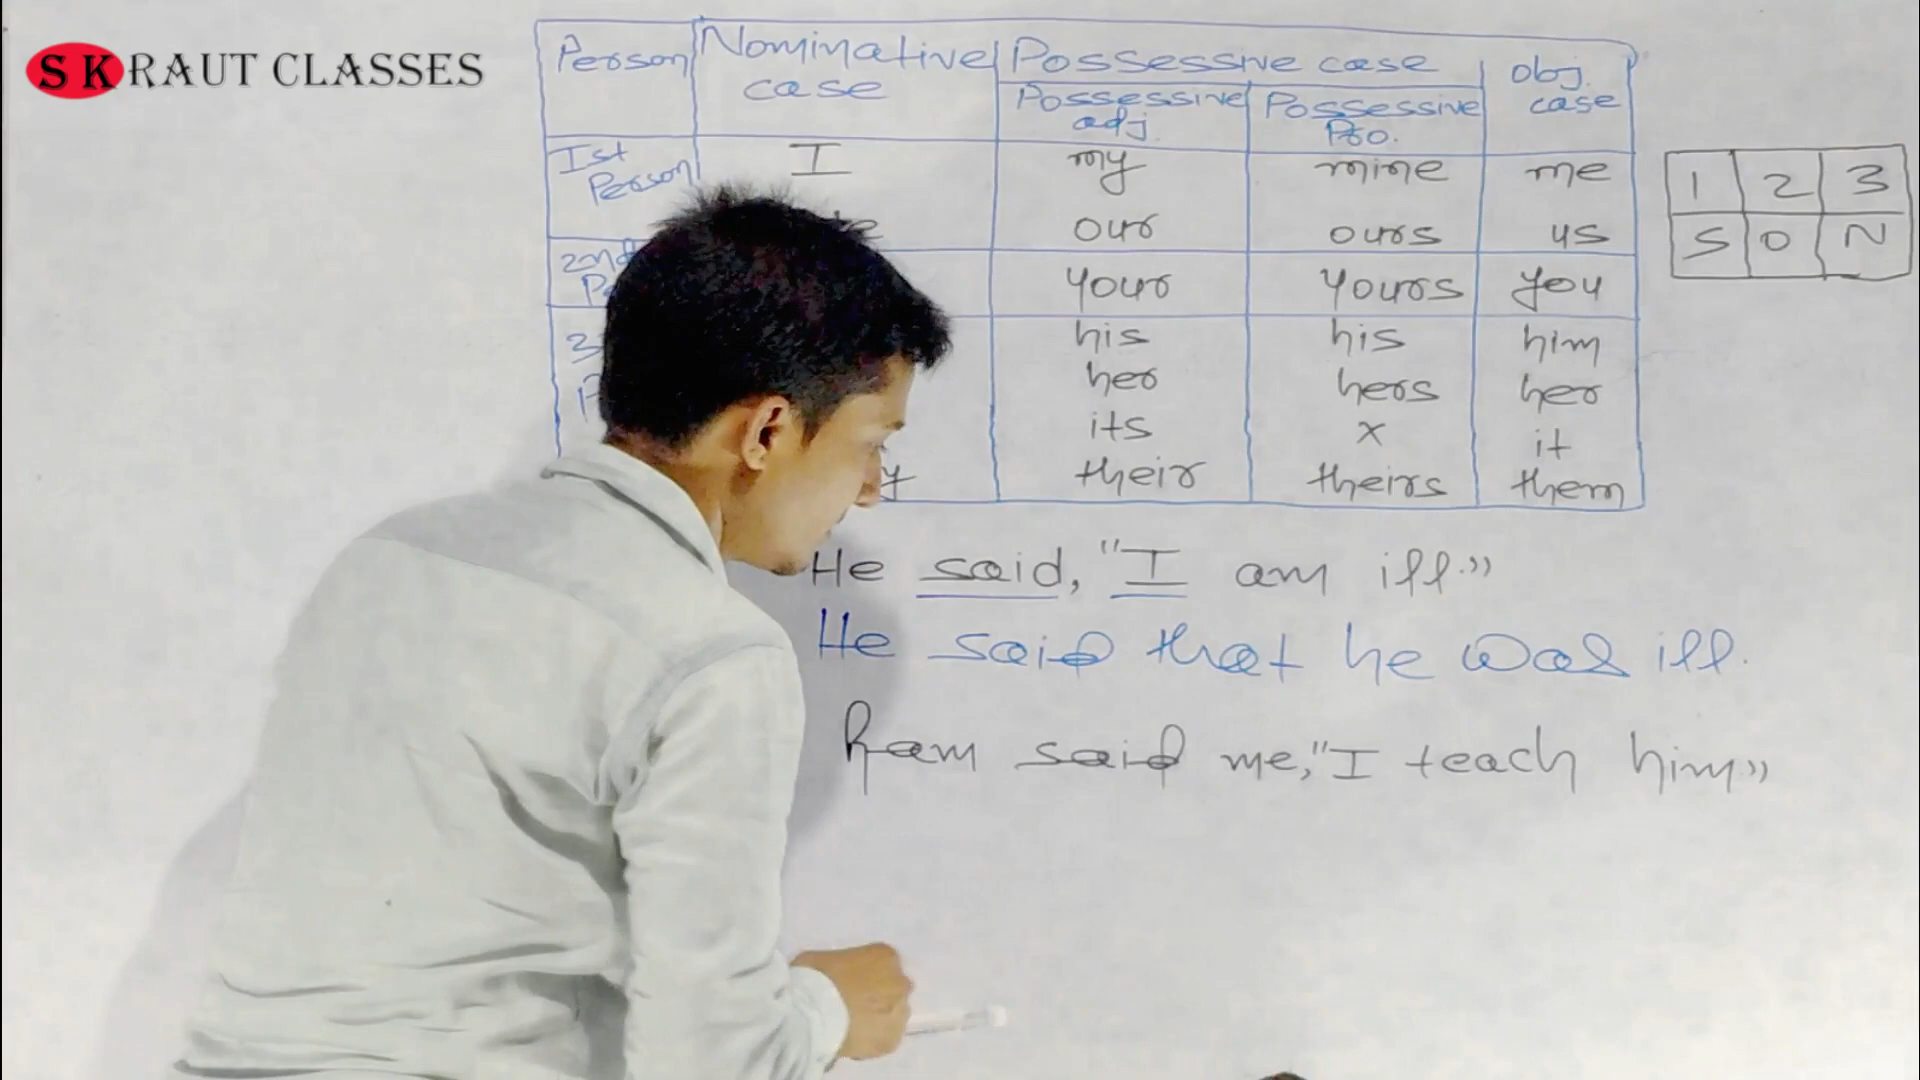 S K RAUT CLASSES
Person Nominative case Possessive case Obj. case
Possessive adj. Possessive Pro.
Ist Person I my mine me
our ours us
2nd your yours you
his his him
her hers her
its x it
their theirs them
1 2 3
S O N
He said, "I am ill."
He said that he was ill.
Ram said me, "I teach him"